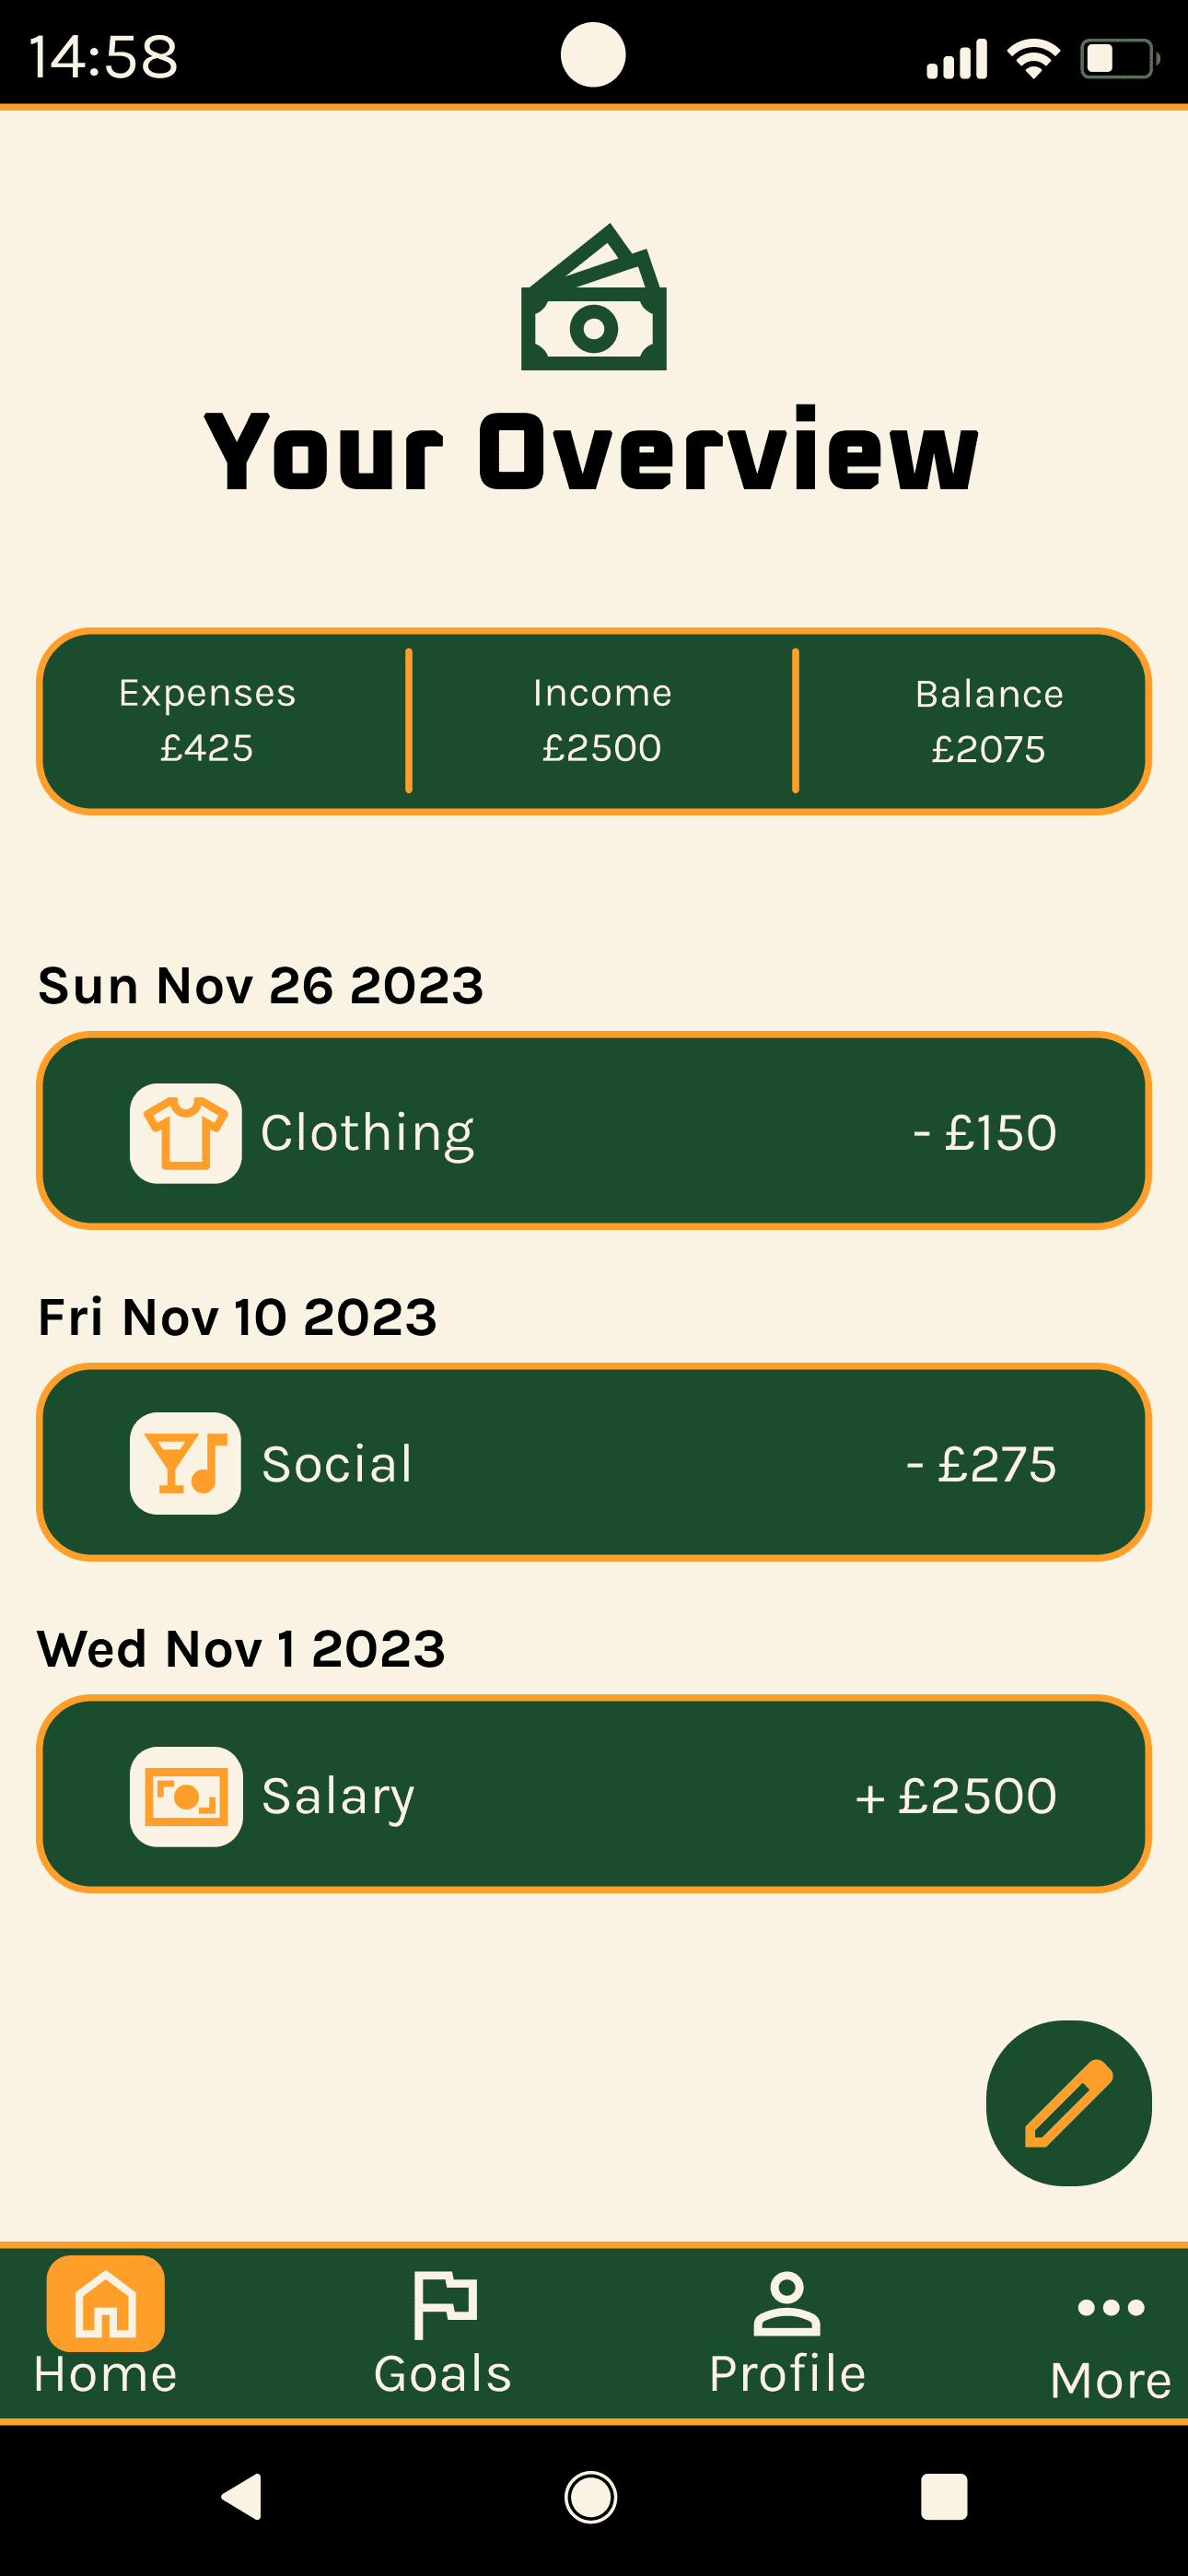 14:58
Your Overview
Expenses
£425
Income
£2500
Balance
£2075
Sun Nov 26 2023
Clothing - £150
Fri Nov 10 2023
Social - £275
Wed Nov 1 2023
Salary + £2500
Home Goals Profile More